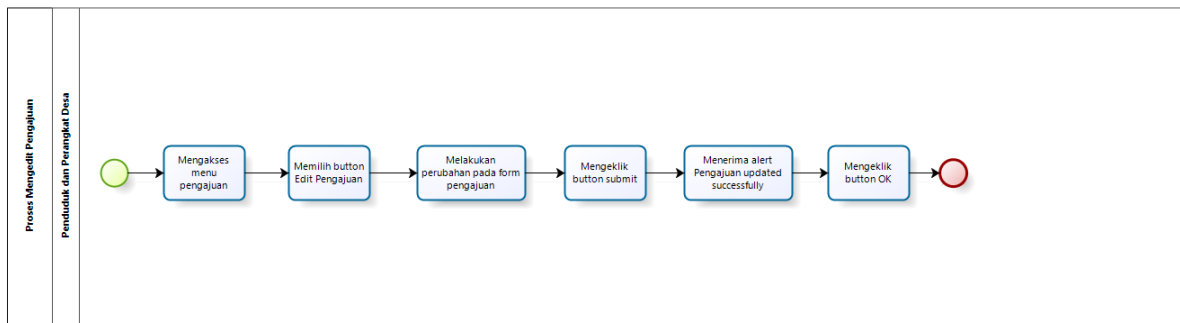 Proses Mengedit Pengajuan
Penduduk dan Perangkat Desa
Mengakses
menu
pengajuan
Memilih button
Edit Pengajuan
Melakukan
perubahan pada form
pengajuan
Mengeklik
button submit
Menerima alert
Pengajuan updated
successfully
Mengeklik
button OK